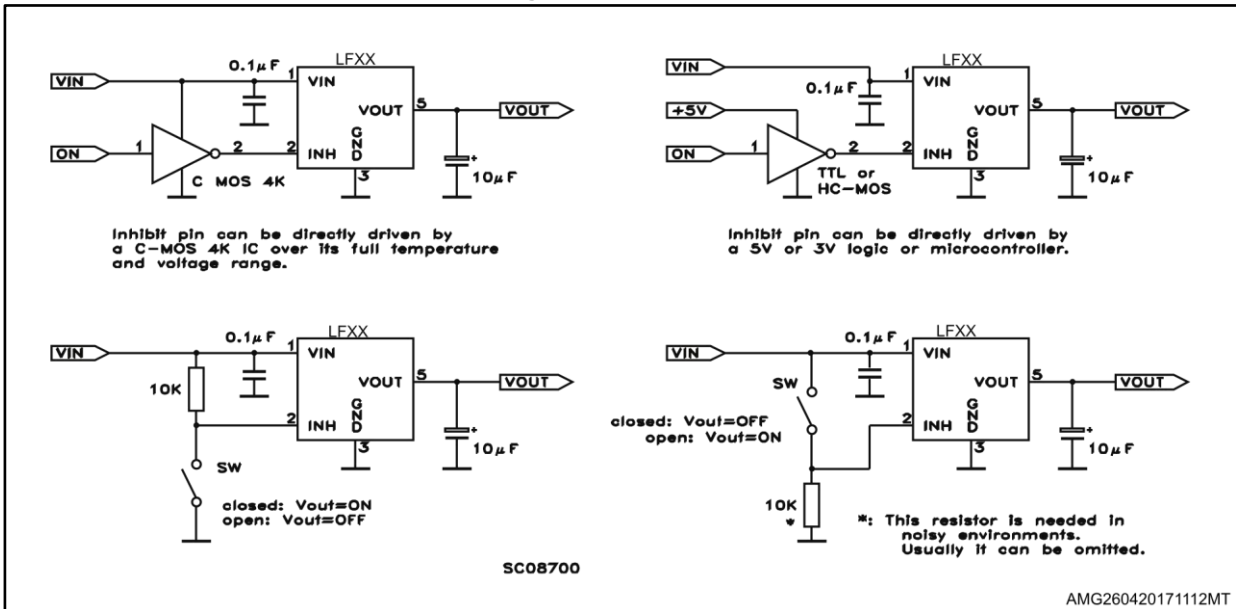 LFXX
VIN
0.1μF
1
VIN
VOUT
5
VOUT
ON
1
2
2
INH
GND
3
C MOS 4K
+
10μF
Inhibit pin can be directly driven by
a C-MOS 4K IC over its full temperature
and voltage range.
LFXX
VIN
0.1μF
1
VIN
+5V
VOUT
5
VOUT
ON
1
2
2
INH
GND
3
TTL or
HC-MOS
+
10μF
Inhibit pin can be directly driven by
a 5V or 3V logic or microcontroller.
LFXX
VIN
0.1μF
1
VIN
10K
VOUT
5
VOUT
2
INH
GND
3
+
10μF
SW
closed: Vout=ON
open: Vout=OFF
LFXX
VIN
0.1μF
1
VIN
SW
VOUT
5
VOUT
closed: Vout=OFF
open: Vout=ON
2
INH
GND
3
+
10μF
10K
*
*: This resistor is needed in
noisy environments.
Usually it can be omitted.
SC08700
AMG260420171112MT